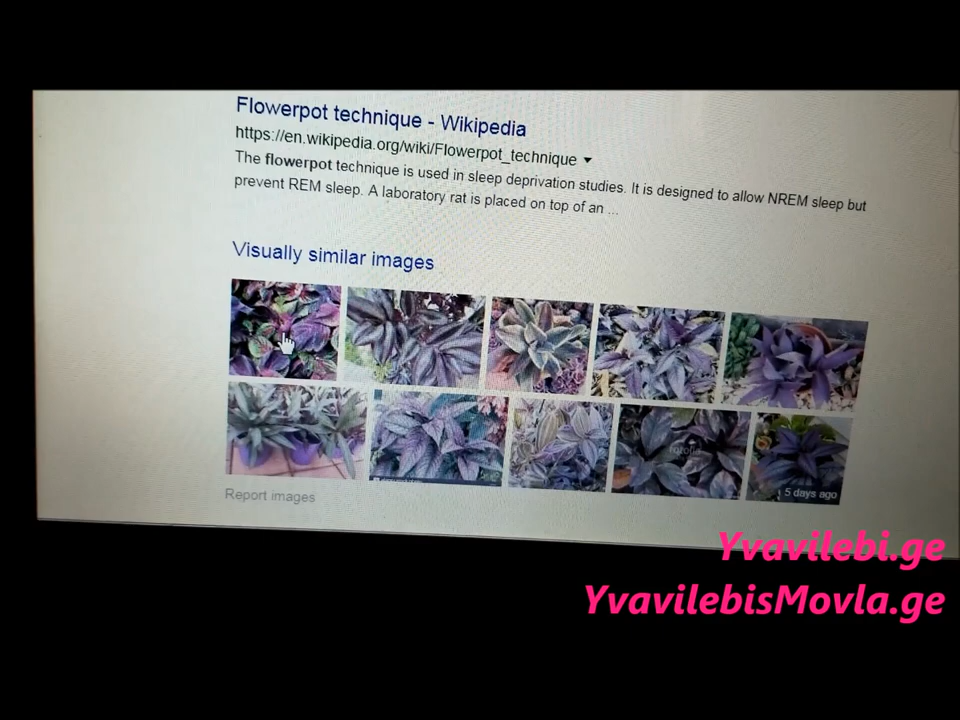 Flowerpot technique - Wikipedia
https://en.wikipedia.org/wiki/Flowerpot_technique
The flowerpot technique is used in sleep deprivation studies. It is designed to allow NREM sleep but
prevent REM sleep. A laboratory rat is placed on top of an ...
Visually similar images
fotolia
5 days ago
Report images
Yvavilebi.ge
YvavilebisMovla.ge